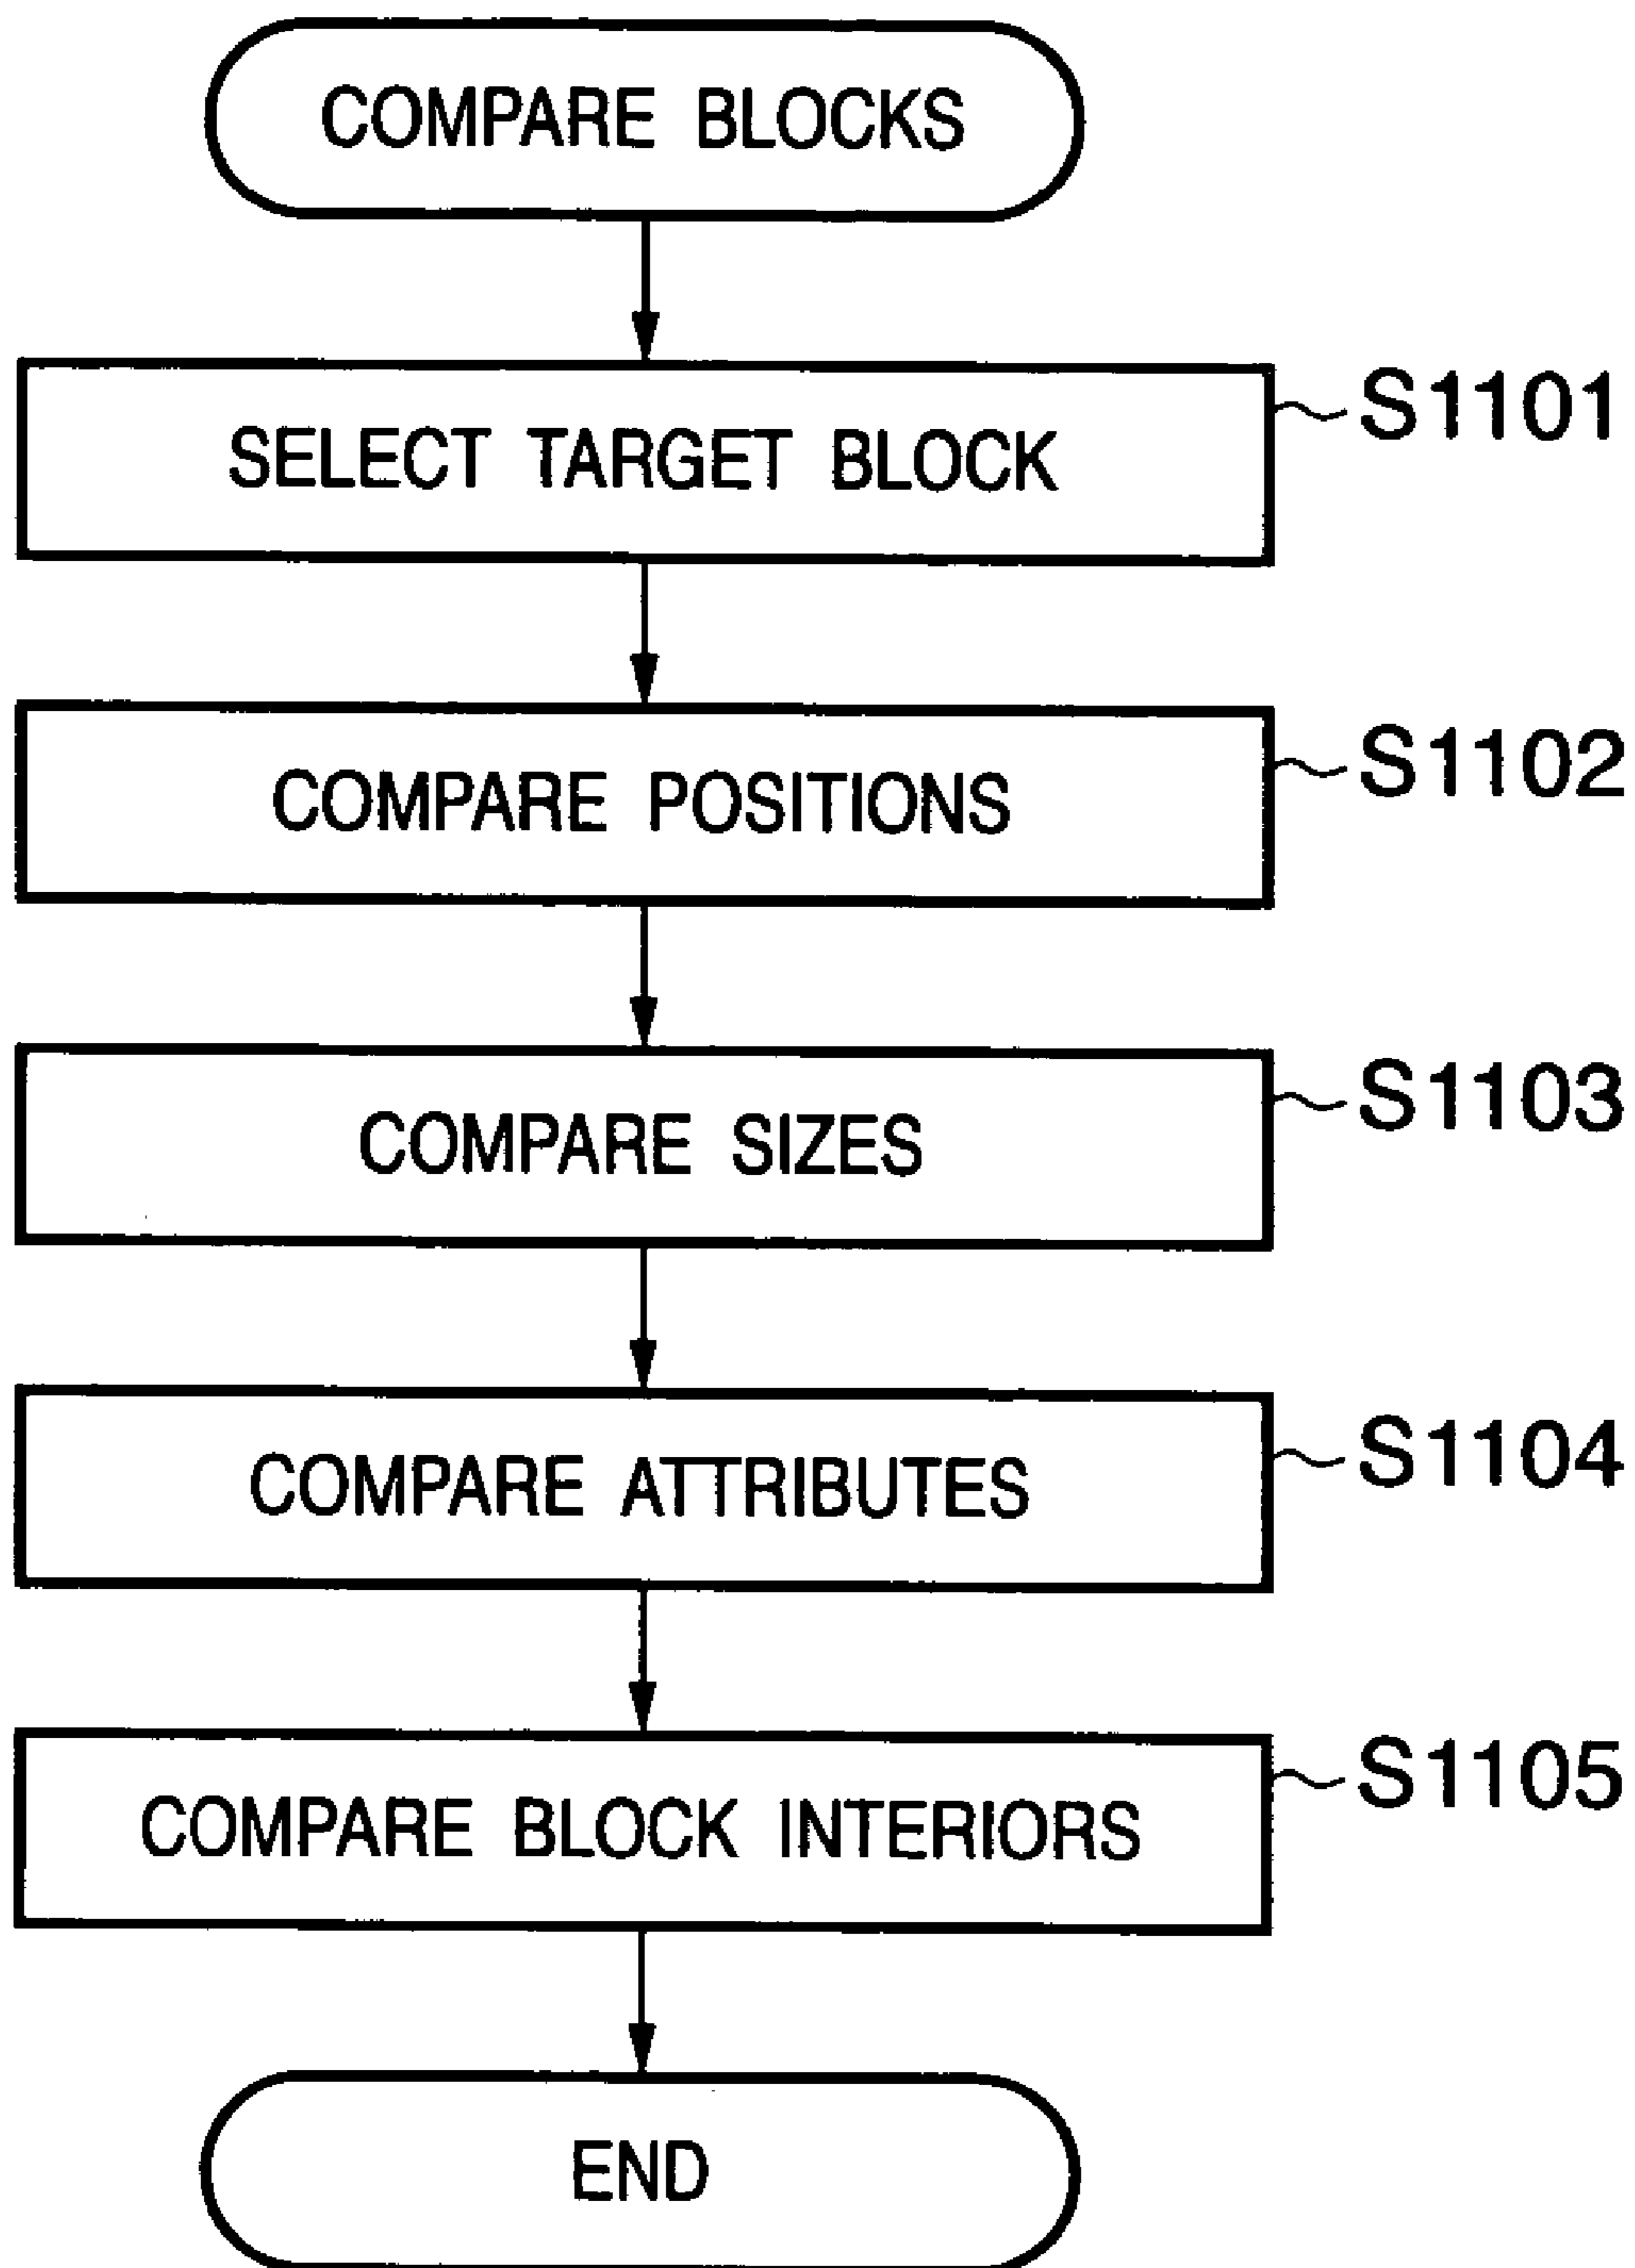 COMPARE BLOCKS
SELECT TARGET BLOCK
S1101
COMPARE POSITIONS
S1102
COMPARE SIZES
S1103
COMPARE ATTRIBUTES
S1104
COMPARE BLOCK INTERIORS
S1105
END